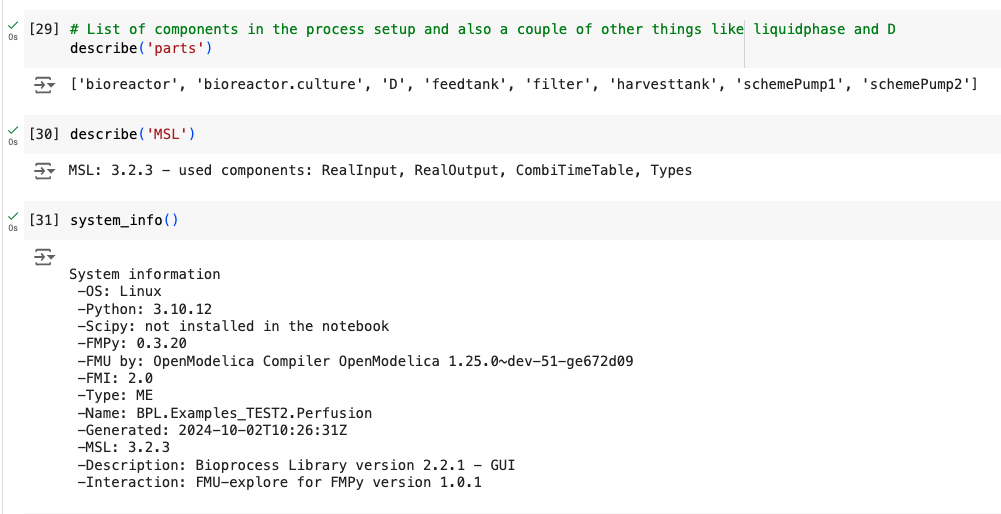 [29] # List of components in the process setup and also a couple of other things like liquidphase and D
describe('parts')
0s
['bioreactor', 'bioreactor.culture', 'D', 'feedtank', 'filter', 'harvesttank', 'schemePump1', 'schemePump2']
[30] describe('MSL')
0s
MSL: 3.2.3 - used components: RealInput, RealOutput, CombiTimeTable, Types
[31] system_info()
0s
System information
-OS: Linux
-Python: 3.10.12
-Scipy: not installed in the notebook
-FMPy: 0.3.20
-FMU by: OpenModelica Compiler OpenModelica 1.25.0~dev-51-ge672d09
-FMI: 2.0
-Type: ME
-Name: BPL.Examples_TEST2.Perfusion
-Generated: 2024-10-02T10:26:31Z
-MSL: 3.2.3
-Description: Bioprocess Library version 2.2.1 - GUI
-Interaction: FMU-explore for FMPy version 1.0.1